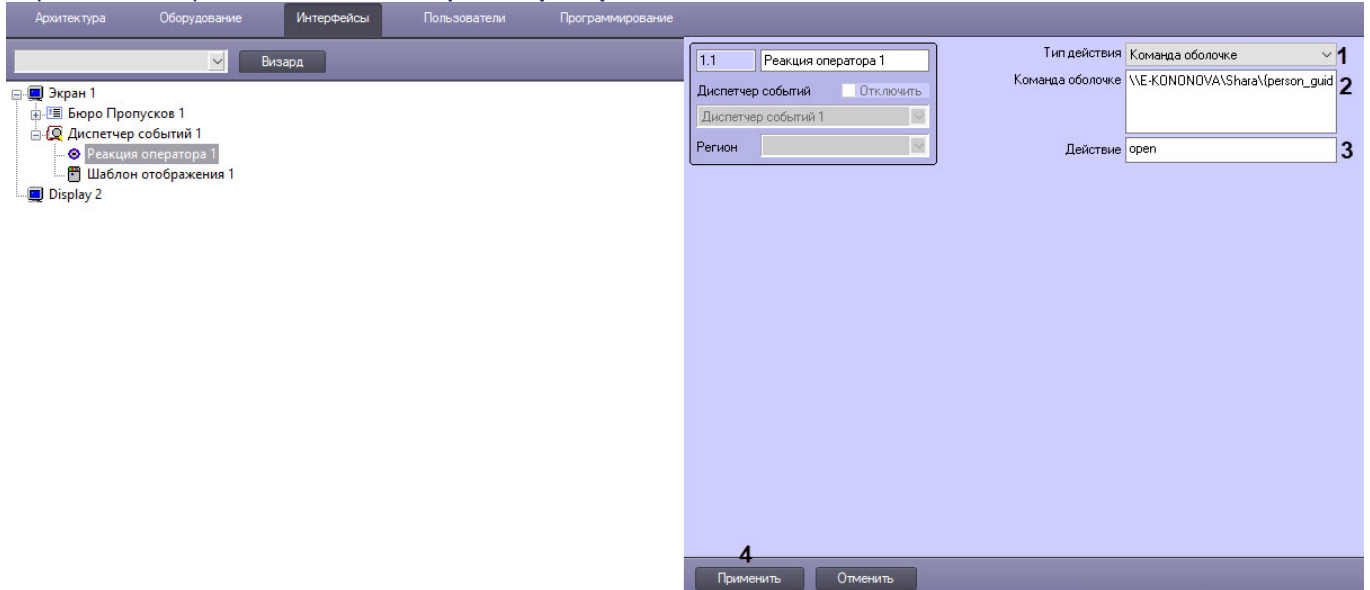 Архитектура Оборудование Интерфейсы Пользователи Программирование
Визард
Экран 1
Бюро Пропусков 1
Диспетчер событий 1
Реакция оператора 1
Шаблон отображения 1
Display 2
1.1 Реакция оператора 1
Диспетчер событий Отключить
Диспетчер событий 1
Регион
Тип действия Команда оболочке 1
Команда оболочке \\E-KONONOVA\Shara\{person_guid 2
Действие open 3
4
Применить Отменить